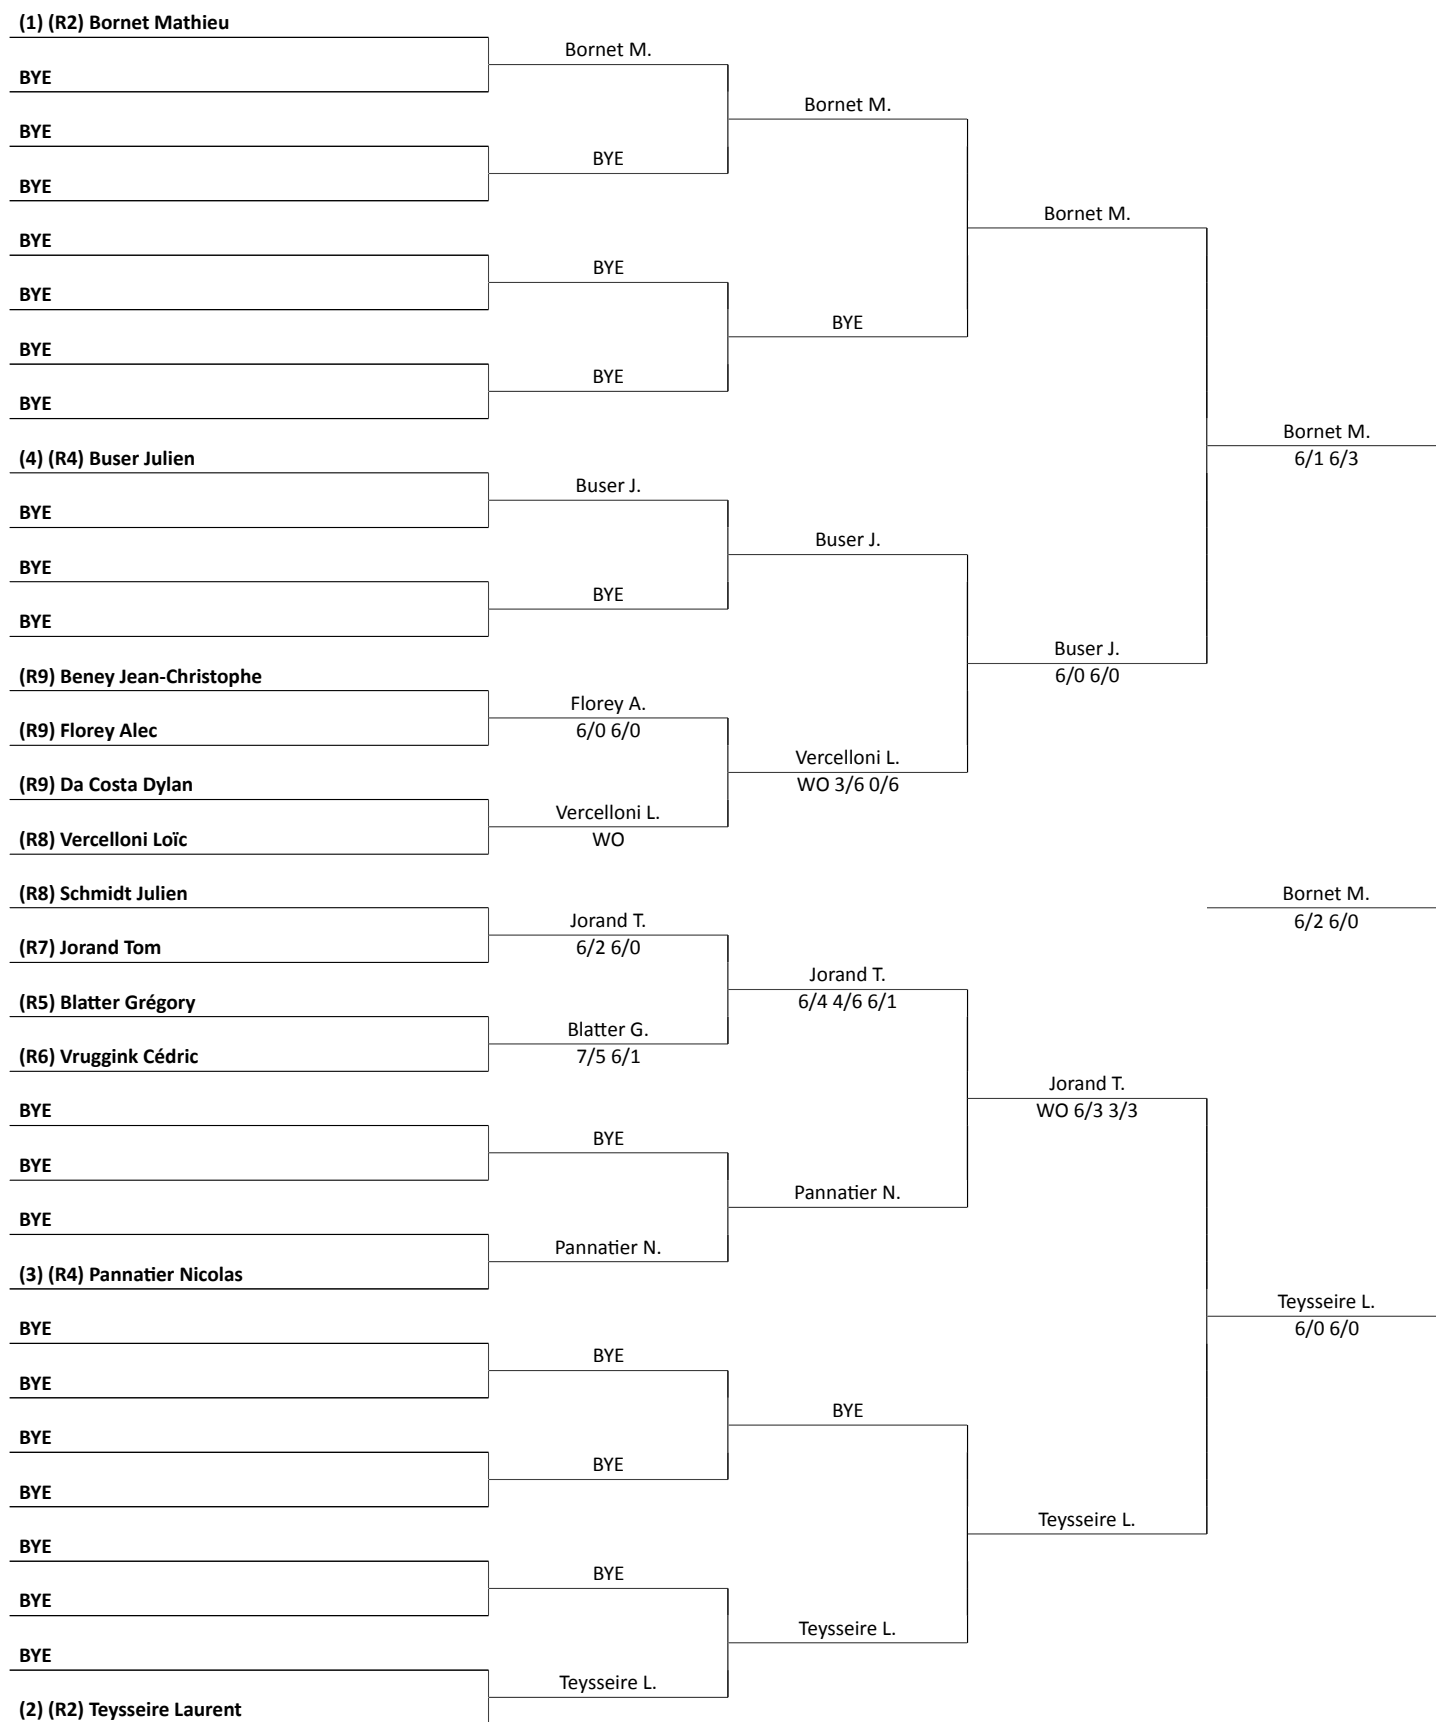 (1) (R2) Bornet Mathieu
Bornet M.
BYE
Bornet M.
BYE
BYE
BYE
Bornet M.
BYE
BYE
BYE
BYE
BYE
BYE
BYE
Bornet M.
(4) (R4) Buser Julien
6/1 6/3
Buser J.
BYE
Buser J.
BYE
BYE
BYE
Buser J.
(R9) Beney Jean-Christophe
6/0 6/0
Florey A.
(R9) Florey Alec
6/0 6/0
Vercelloni L.
(R9) Da Costa Dylan
WO 3/6 0/6
Vercelloni L.
(R8) Vercelloni Loïc
WO
(R8) Schmidt Julien
Bornet M.
Jorand T.
6/2 6/0
(R7) Jorand Tom
6/2 6/0
Jorand T.
(R5) Blatter Grégory
6/4 4/6 6/1
Blatter G.
(R6) Vruggink Cédric
7/5 6/1
Jorand T.
BYE
WO 6/3 3/3
BYE
BYE
Pannatier N.
BYE
Pannatier N.
(3) (R4) Pannatier Nicolas
Teysseire L.
BYE
6/0 6/0
BYE
BYE
BYE
BYE
BYE
BYE
Teysseire L.
BYE
BYE
BYE
Teysseire L.
BYE
Teysseire L.
(2) (R2) Teysseire Laurent